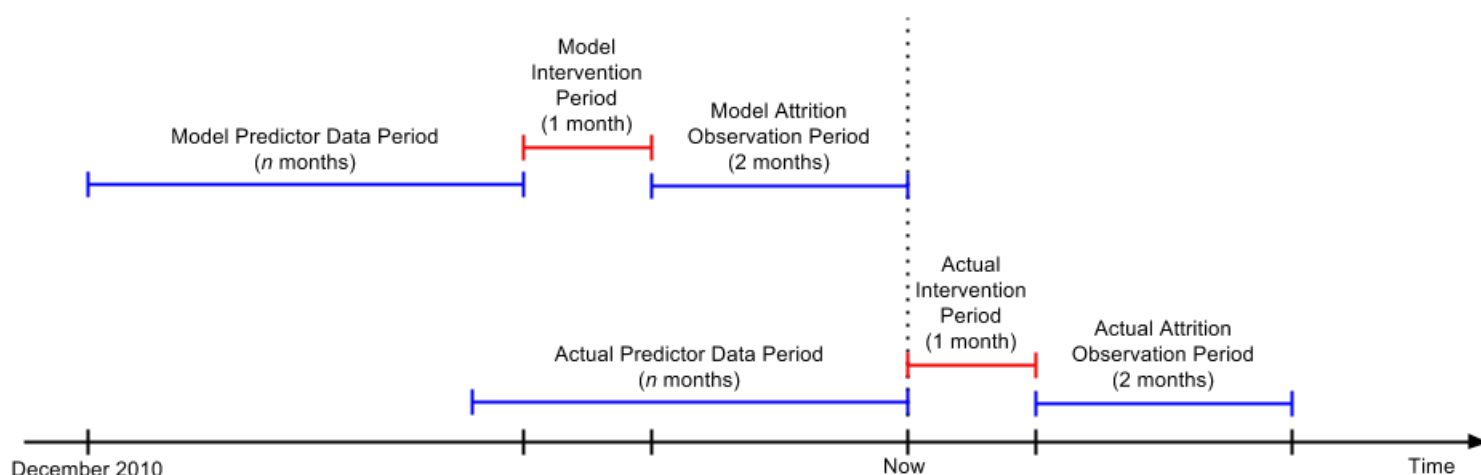 Model
Intervention
Period
(1 month)
Model Attrition
Observation Period
(2 months)
Model Predictor Data Period
(n months)
Actual
Intervention
Period
(1 month)
Actual Attrition
Observation Period
(2 months)
Actual Predictor Data Period
(n months)
December 2010
Now
Time